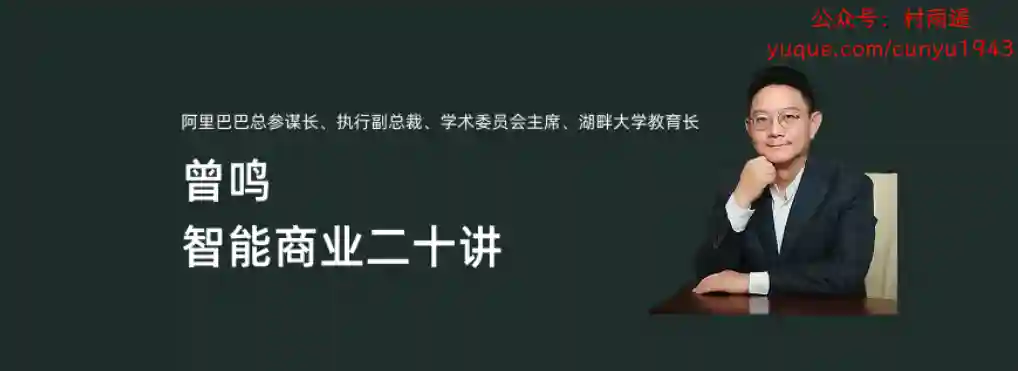 公众号：村雨遥
yuque.com/cunyu1943
阿里巴巴总参谋长、执行副总裁、学术委员会主席、湖畔大学教育长
曾鸣
智能商业二十讲